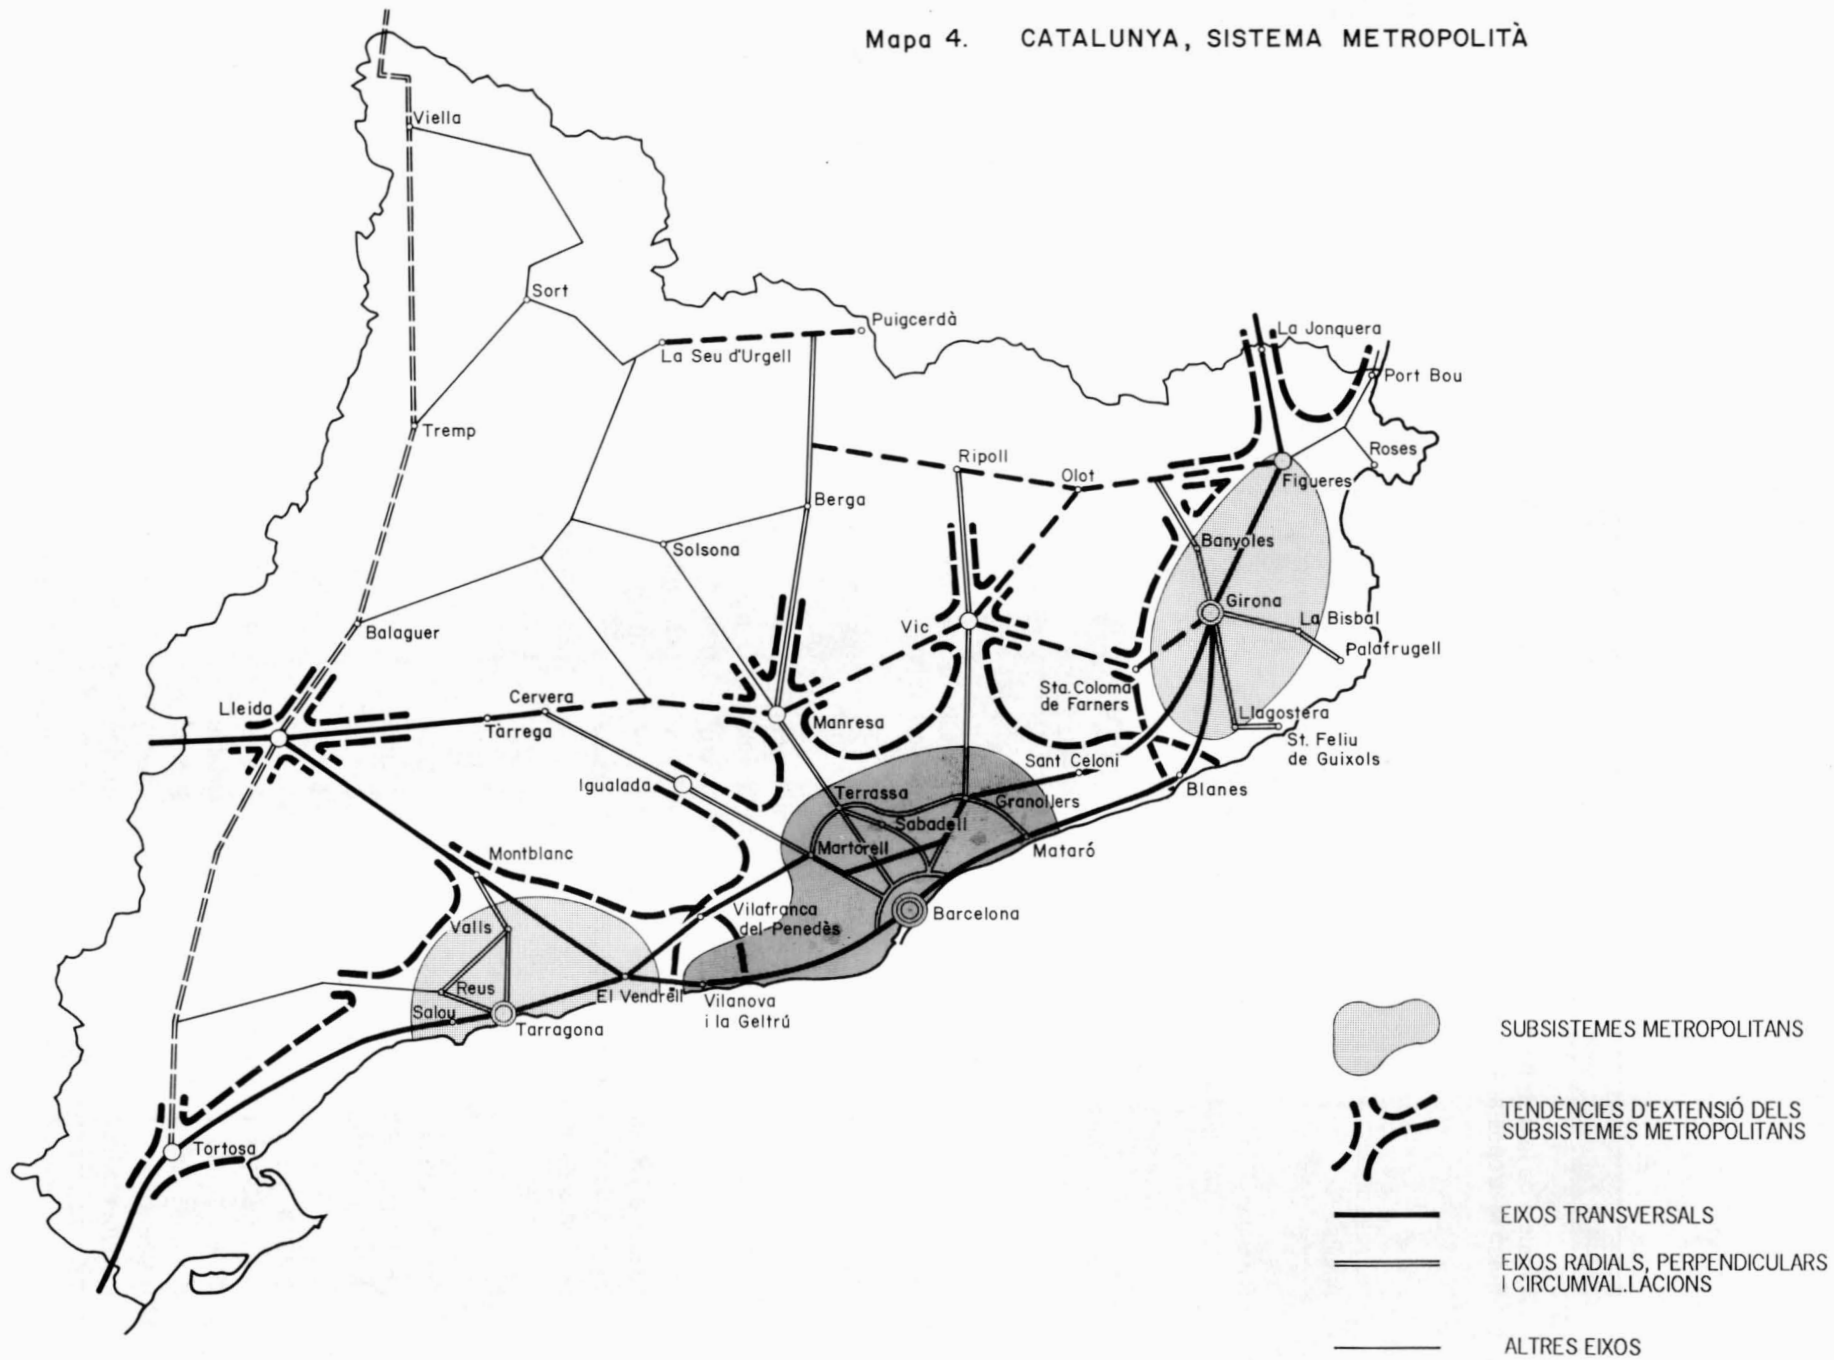 Mapa 4. CATALUNYA, SISTEMA METROPOLITÀ
Viella
Sort
Puigcerdà
La Seu d'Urgell
La Jonquera
Port Bou
Tremp
Roses
Ripoll
Olot
Figueres
Berga
Solsona
Banyoles
Girona
La Bisbal
Palafrugell
Balaguer
Vic
Sta. Coloma
de Farners
Lleida
Cervera
Tàrrega
Manresa
Llagostera
St. Feliu
de Guixols
Sant Celoni
Blanes
Igualada
Terrassa
Granollers
Sabadell
Martorell
Mataró
Montblanc
Vilafranca
del Penedès
Barcelona
Valls
Reus
El Vendrell
Salou
Tarragona
Vilanova
i la Geltrú
Tortosa
SUBSISTEMES METROPOLITANS
TENDÈNCIES D'EXTENSIÓ DELS
SUBSISTEMES METROPOLITANS
EIXOS TRANSVERSALS
EIXOS RADIALS, PERPENDICULARS
I CIRCUMVAL.LACIONS
ALTRES EIXOS